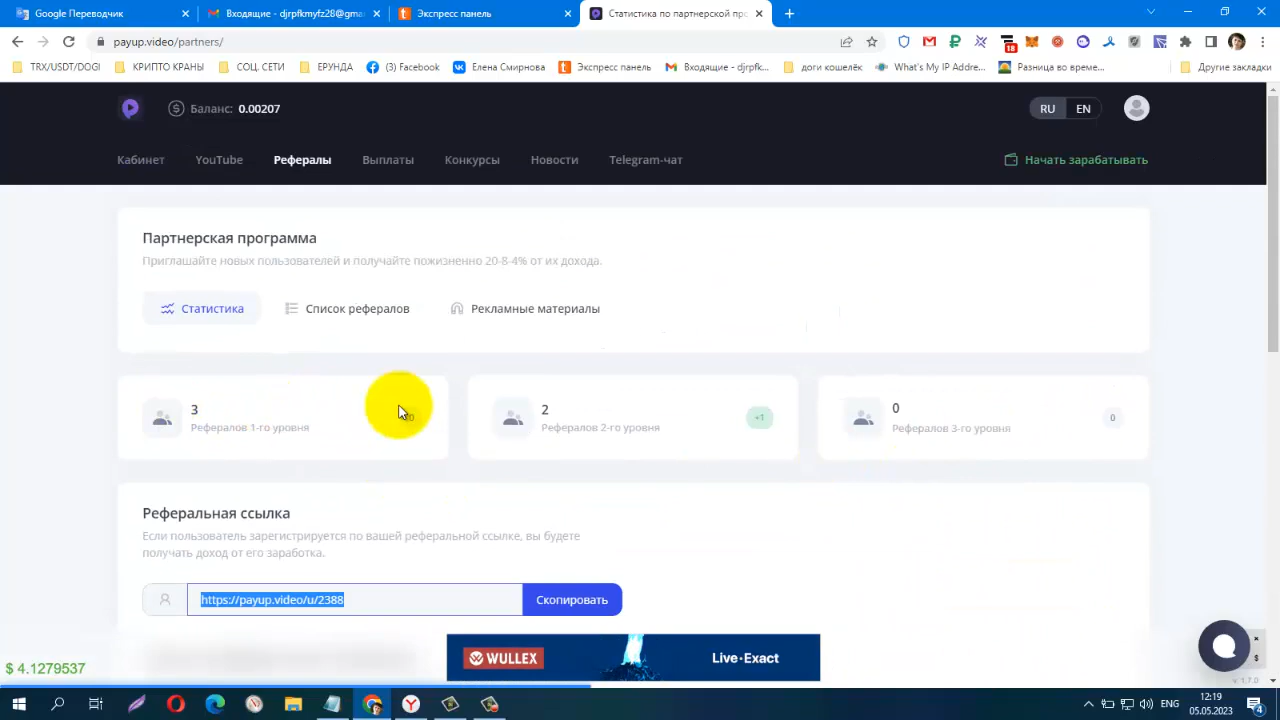 Google Переводчик
Входящие - djrpfkmyfz28@gma
Экспресс панель
Статистика по партнерской пр
payup.video/partners/
18
TRX/USDT/DOGI
КРИПТО КРАНЫ
СОЦ. СЕТИ
ЕРУНДА
(3) Facebook
Елена Смирнова
Экспресс панель
Входящие - djrpfk...
доги кошелёк
What's My IP Addre...
Разница во време...
Другие закладки
Баланс: 0.00207
RU
EN
Кабинет
YouTube
Рефералы
Выплаты
Конкурсы
Новости
Telegram-чат
Начать зарабатывать
Партнерская программа
Приглашайте новых пользователей и получайте пожизненно 20-8-4% от их дохода.
Статистика
Список рефералов
Рекламные материалы
3
Рефералов 1-го уровня
2
Рефералов 2-го уровня
+1
0
Рефералов 3-го уровня
0
Реферальная ссылка
Если пользователь зарегистрируется по вашей реферальной ссылке, вы будете
получать доход от его заработка.
https://payup.video/u/2388
Скопировать
WULLEX
Live-Exact
$ 4.1279537
v. 1.7.0
ENG
12:19
05.05.2023
4